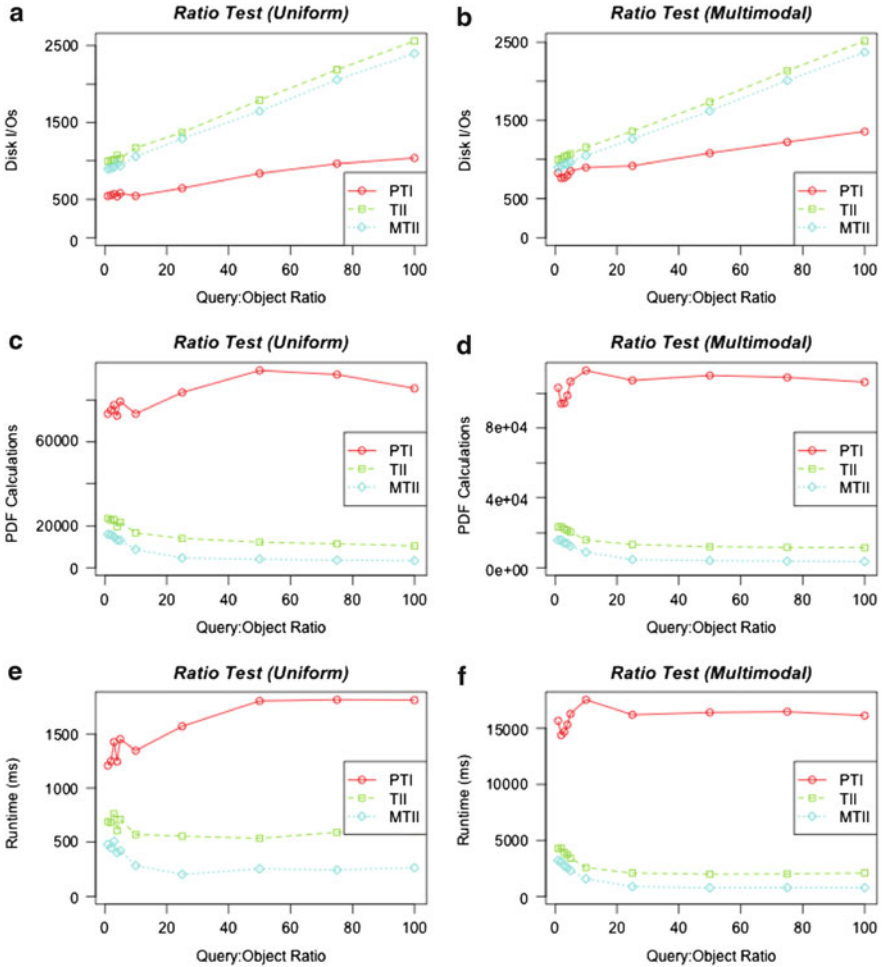 a
Ratio Test (Uniform)
Disk I/Os
2500
1500
500
0
PTI
TII
MTII
0 20 40 60 80 100
Query:Object Ratio
b
Ratio Test (Multimodal)
Disk I/Os
2500
1500
500
0
PTI
TII
MTII
0 20 40 60 80 100
Query:Object Ratio
c
Ratio Test (Uniform)
PDF Calculations
60000
20000
0
PTI
TII
MTII
0 20 40 60 80 100
Query:Object Ratio
d
Ratio Test (Multimodal)
PDF Calculations
8e+04
4e+04
0e+00
PTI
TII
MTII
0 20 40 60 80 100
Query:Object Ratio
e
Ratio Test (Uniform)
Runtime (ms)
1500
1000
500
0
PTI
TII
MTII
0 20 40 60 80 100
Query:Object Ratio
f
Ratio Test (Multimodal)
Runtime (ms)
15000
10000
5000
0
PTI
TII
MTII
0 20 40 60 80 100
Query:Object Ratio